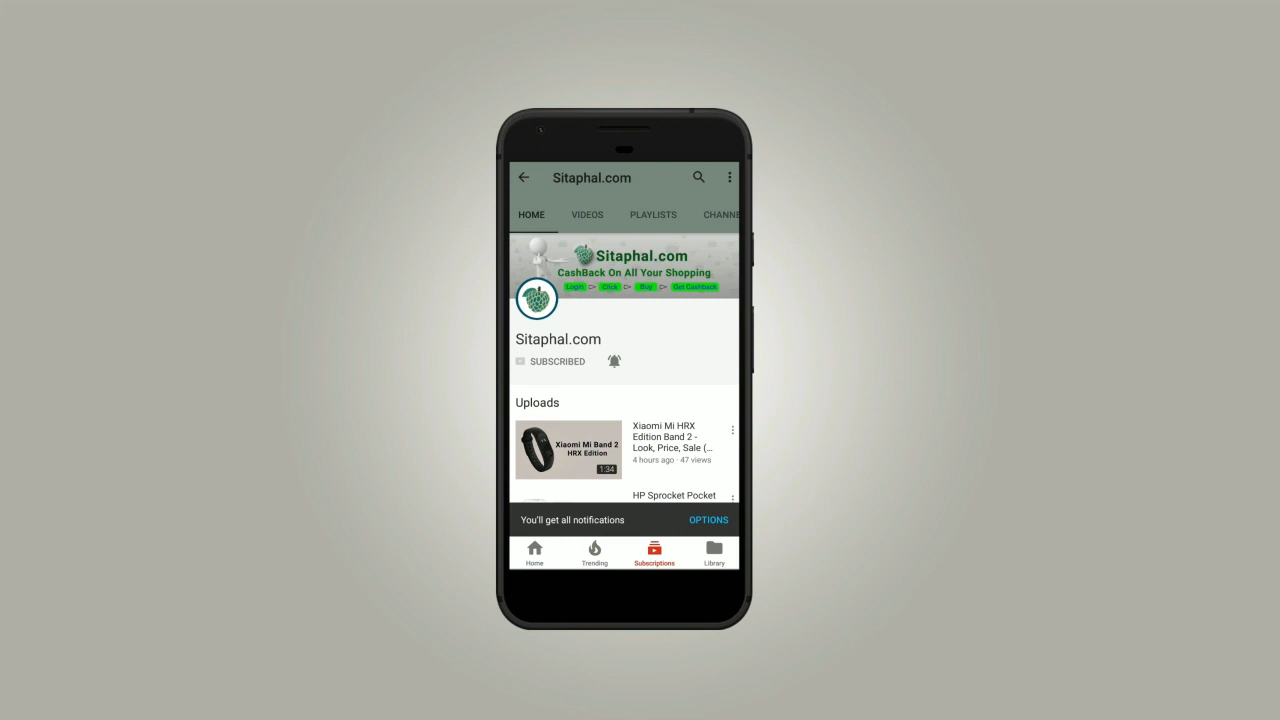 Sitaphal.com
HOME VIDEOS PLAYLISTS CHANNE
Sitaphal.com
CashBack On All Your Shopping
Login Click Buy Get Cashback
Sitaphal.com
SUBSCRIBED
Uploads
Xiaomi Mi Band 2
HRX Edition
1:34
Xiaomi Mi HRX
Edition Band 2 -
Look, Price, Sale (...
4 hours ago · 47 views
HP Sprocket Pocket
You'll get all notifications OPTIONS
Home Trending Subscriptions Library